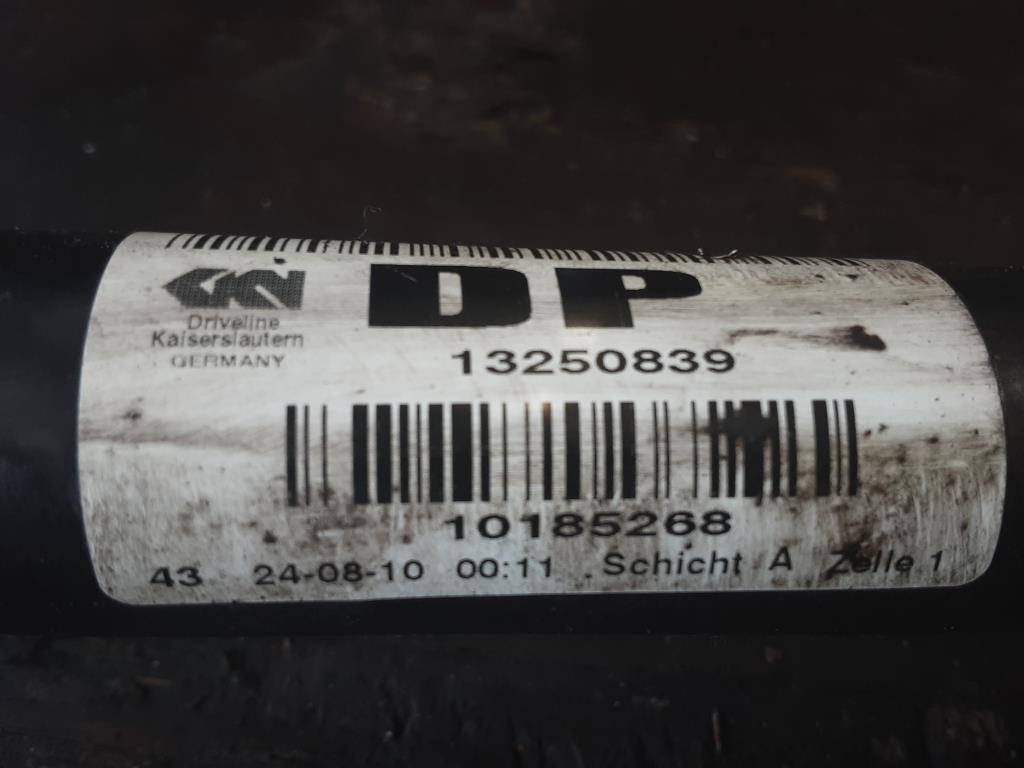 GKN
Driveline
Kaiserslautern
GERMANY
DP
13250839
10185268
43 24-08-10 00:11 Schicht A Zelle 1